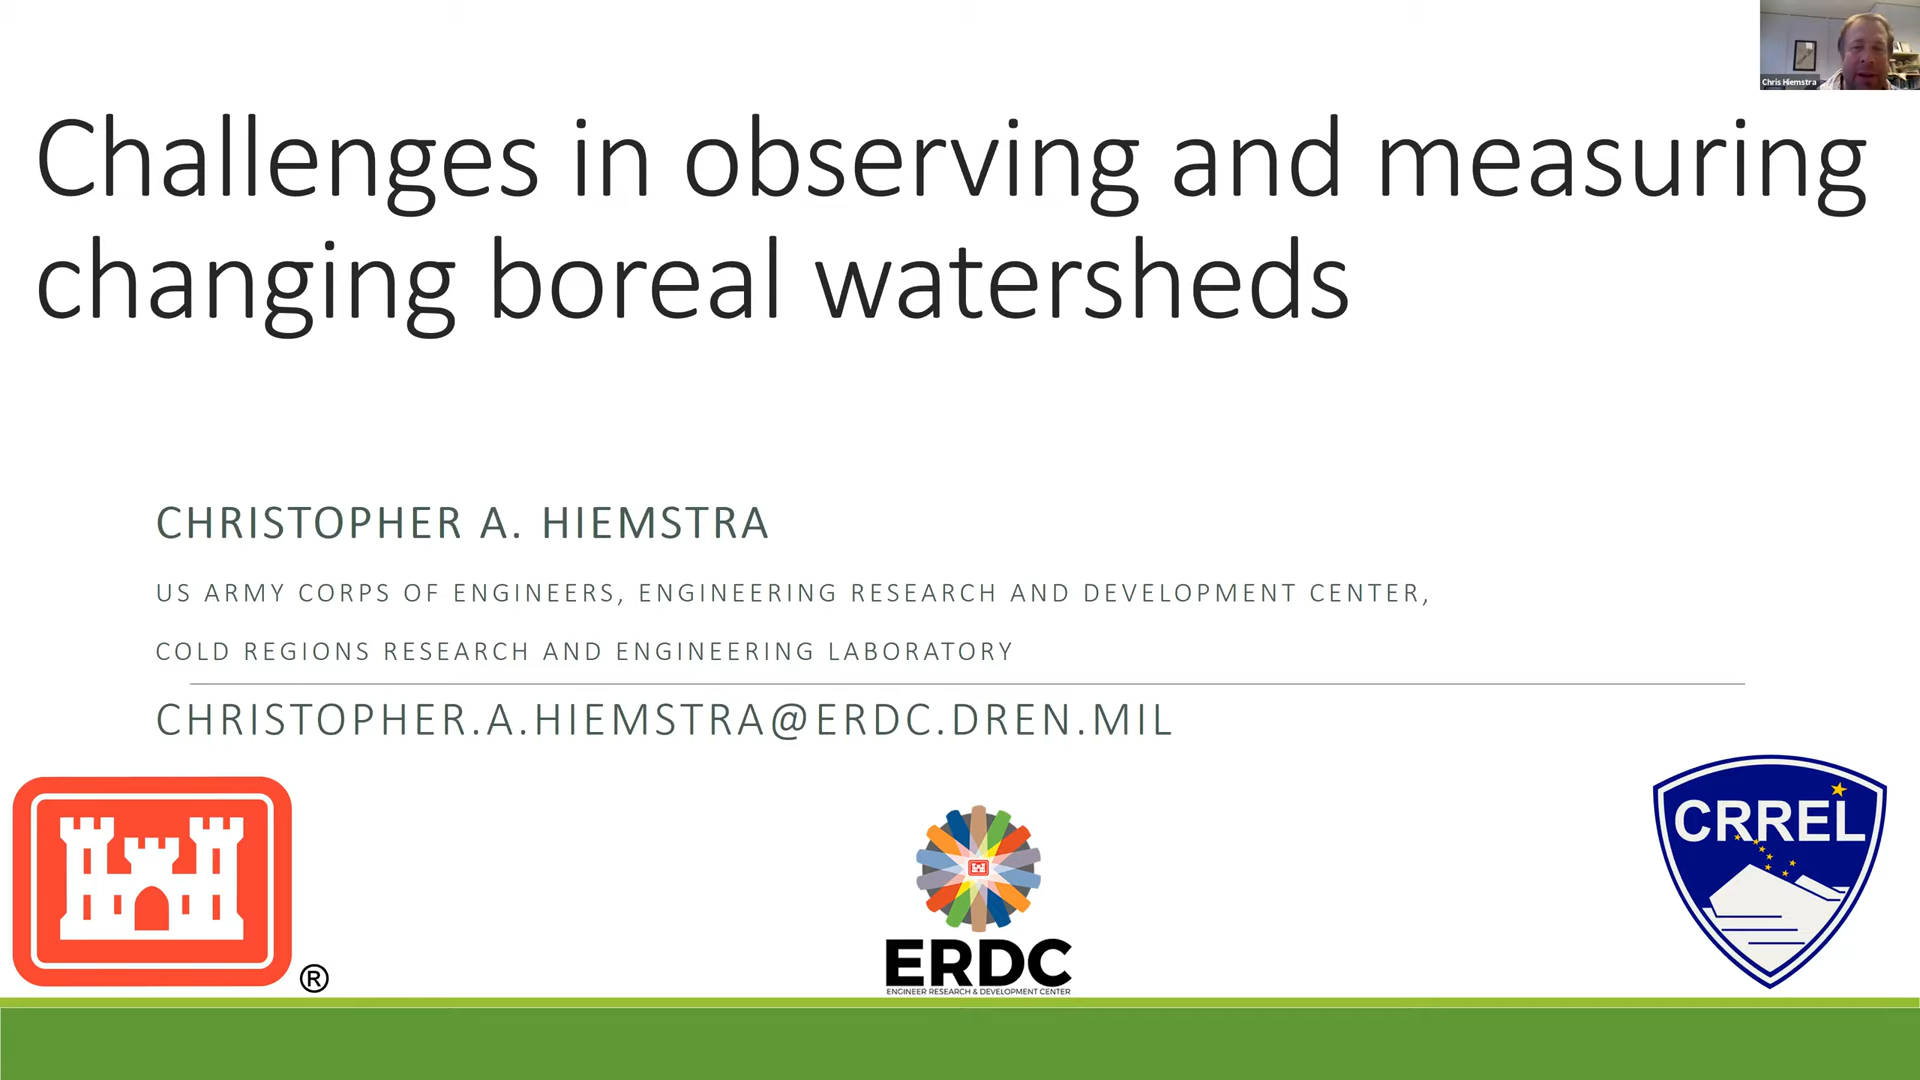 Chris Hiemstra
Challenges in observing and measuring
changing boreal watersheds
CHRISTOPHER A. HIEMSTRA
US ARMY CORPS OF ENGINEERS, ENGINEERING RESEARCH AND DEVELOPMENT CENTER,
COLD REGIONS RESEARCH AND ENGINEERING LABORATORY
CHRISTOPHER.A.HIEMSTRA@ERDC.DREN.MIL
®
ERDC
ENGINEER RESEARCH & DEVELOPMENT CENTER
CRREL